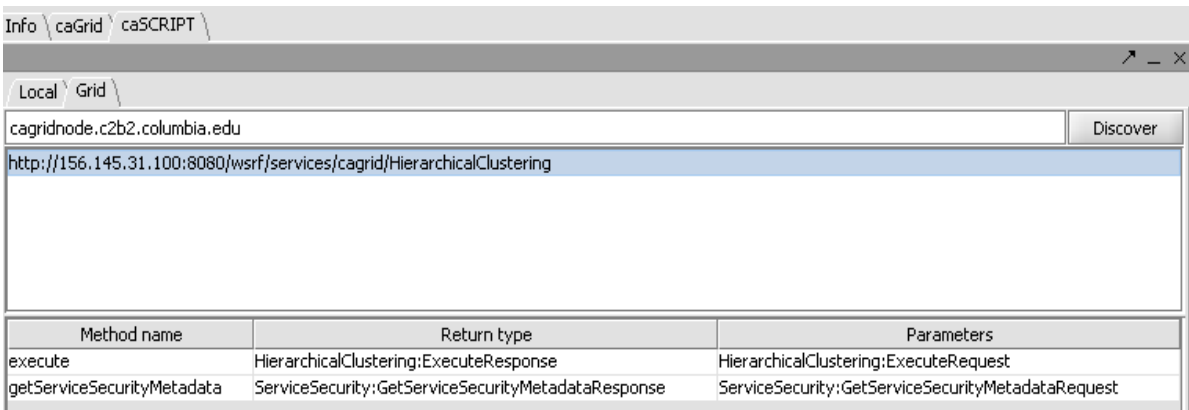 Info caGrid caSCRIPT
Local Grid
cagridnode.c2b2.columbia.edu Discover
http://156.145.31.100:8080/wsrf/services/cagrid/HierarchicalClustering
Method name Return type Parameters
execute HierarchicalClustering:ExecuteResponse HierarchicalClustering:ExecuteRequest
getServiceSecurityMetadata ServiceSecurity:GetServiceSecurityMetadataResponse ServiceSecurity:GetServiceSecurityMetadataRequest